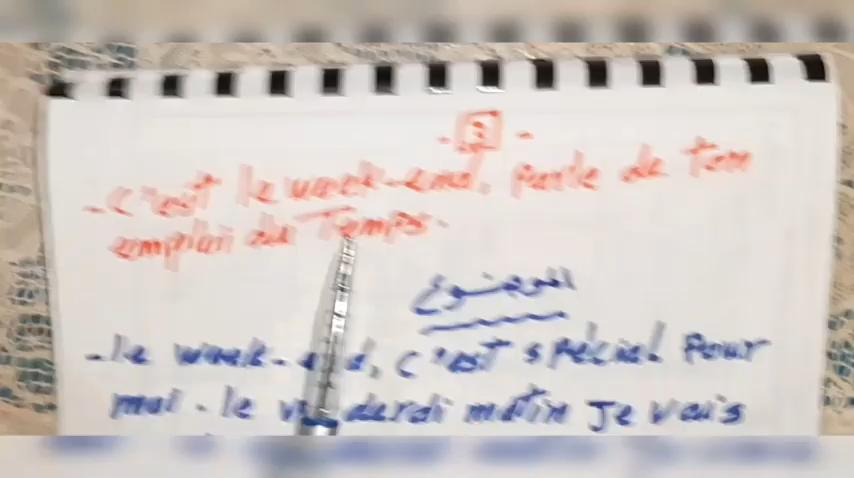 - 3 -
- C'est le week-end, parle de ton
emploi du Temps.
الموضوع
- le week-end, c'est spécial pour
moi. le vendredi matin Je vais